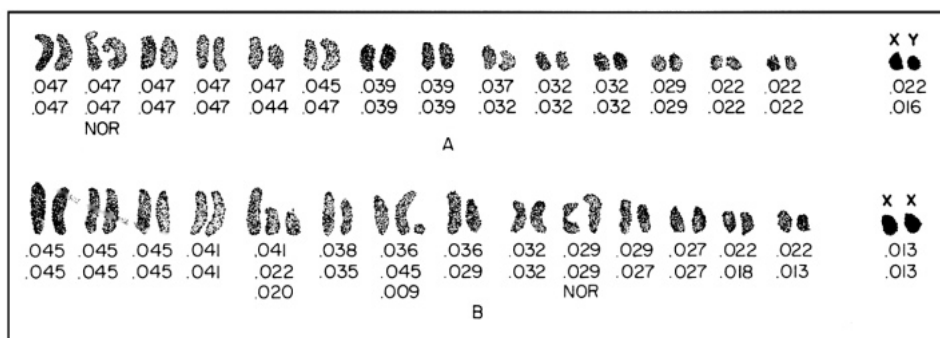 X Y
.047 .047 .047 .047 .047 .045 .039 .039 .037 .032 .032 .029 .022 .022 .022
.047 .047 .047 .047 .044 .047 .039 .039 .032 .032 .032 .029 .022 .022 .016
NOR
A
X X
.045 .045 .045 .041 .041 .038 .036 .036 .032 .029 .029 .027 .022 .022 .013
.045 .045 .045 .041 .022 .035 .045 .029 .032 .029 .027 .027 .018 .013 .013
.020 .009 NOR
B